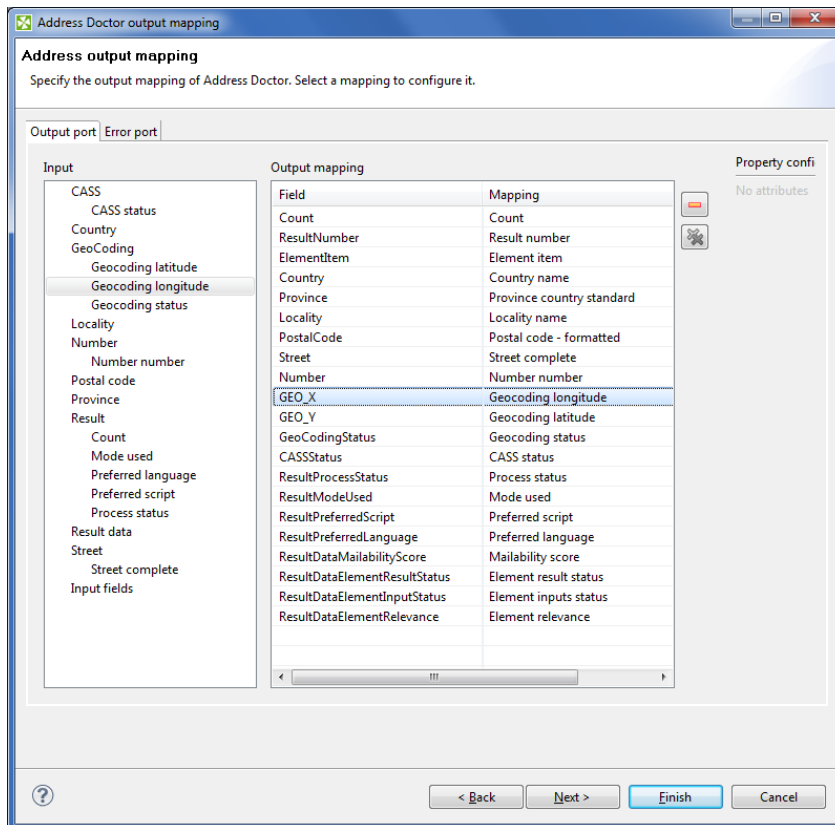 Address Doctor output mapping
Address output mapping
Specify the output mapping of Address Doctor. Select a mapping to configure it.
Output port Error port
Input
CASS
CASS status
Country
GeoCoding
Geocoding latitude
Geocoding longitude
Geocoding status
Locality
Number
Number number
Postal code
Province
Result
Count
Mode used
Preferred language
Preferred script
Process status
Result data
Street
Street complete
Input fields
Output mapping
Field Mapping
Count Count
ResultNumber Result number
ElementItem Element item
Country Country name
Province Province country standard
Locality Locality name
PostalCode Postal code - formatted
Street Street complete
Number Number number
GEO_X Geocoding longitude
GEO_Y Geocoding latitude
GeoCodingStatus Geocoding status
CASSStatus CASS status
ResultProcessStatus Process status
ResultModeUsed Mode used
ResultPreferredScript Preferred script
ResultPreferredLanguage Preferred language
ResultDataMailabilityScore Mailability score
ResultDataElementResultStatus Element result status
ResultDataElementInputStatus Element inputs status
ResultDataElementRelevance Element relevance
Property confi
No attributes
< Back Next > Finish Cancel